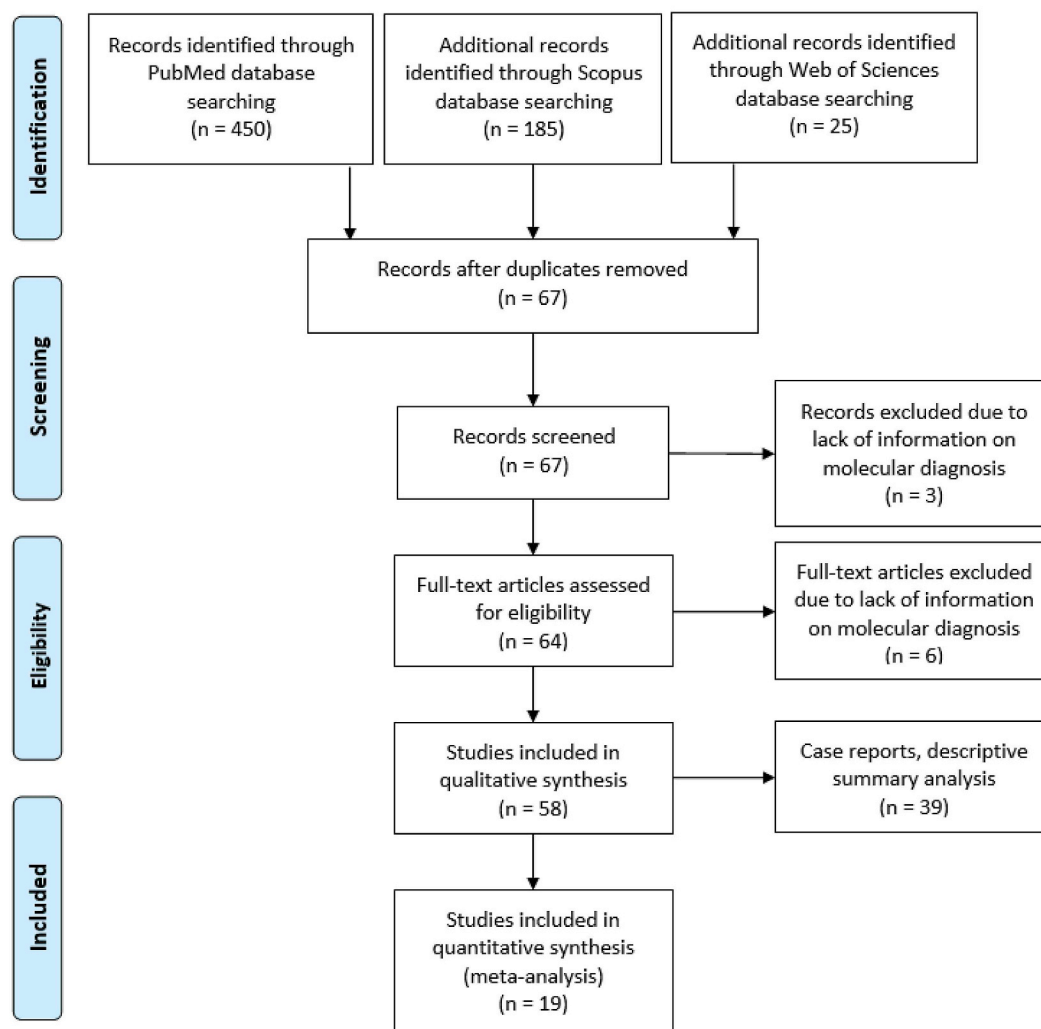 Identification
Records identified through
PubMed database
searching
(n = 450)
Additional records
identified through Scopus
database searching
(n = 185)
Additional records identified
through Web of Sciences
database searching
(n = 25)
Records after duplicates removed
(n = 67)
Screening
Records screened
(n = 67)
Records excluded due to
lack of information on
molecular diagnosis
(n = 3)
Eligibility
Full-text articles assessed
for eligibility
(n = 64)
Full-text articles excluded
due to lack of information
on molecular diagnosis
(n = 6)
Studies included in
qualitative synthesis
(n = 58)
Case reports, descriptive
summary analysis
(n = 39)
Included
Studies included in
quantitative synthesis
(meta-analysis)
(n = 19)